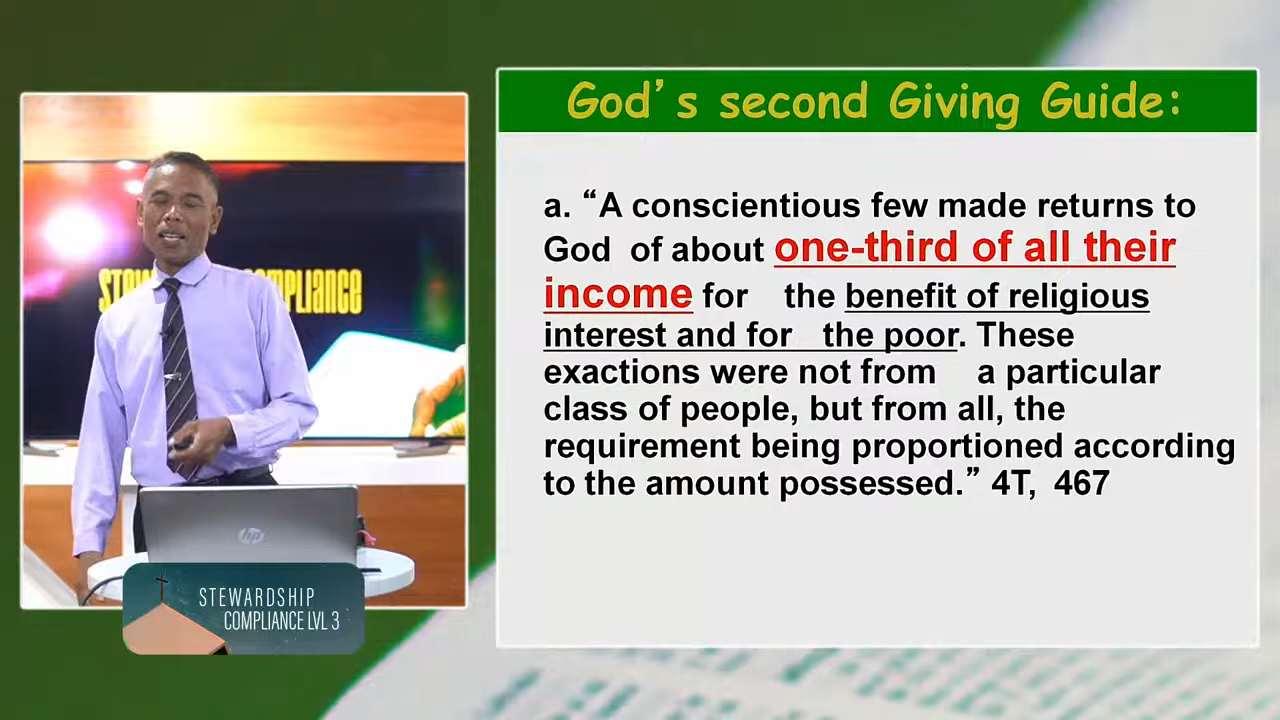 God's second Giving Guide:
a. “A conscientious few made returns to
God of about one-third of all their
income for the benefit of religious
interest and for the poor. These
exactions were not from a particular
class of people, but from all, the
requirement being proportioned according
to the amount possessed.” 4T, 467
hp
STEWARDSHIP
COMPLIANCE LVL 3